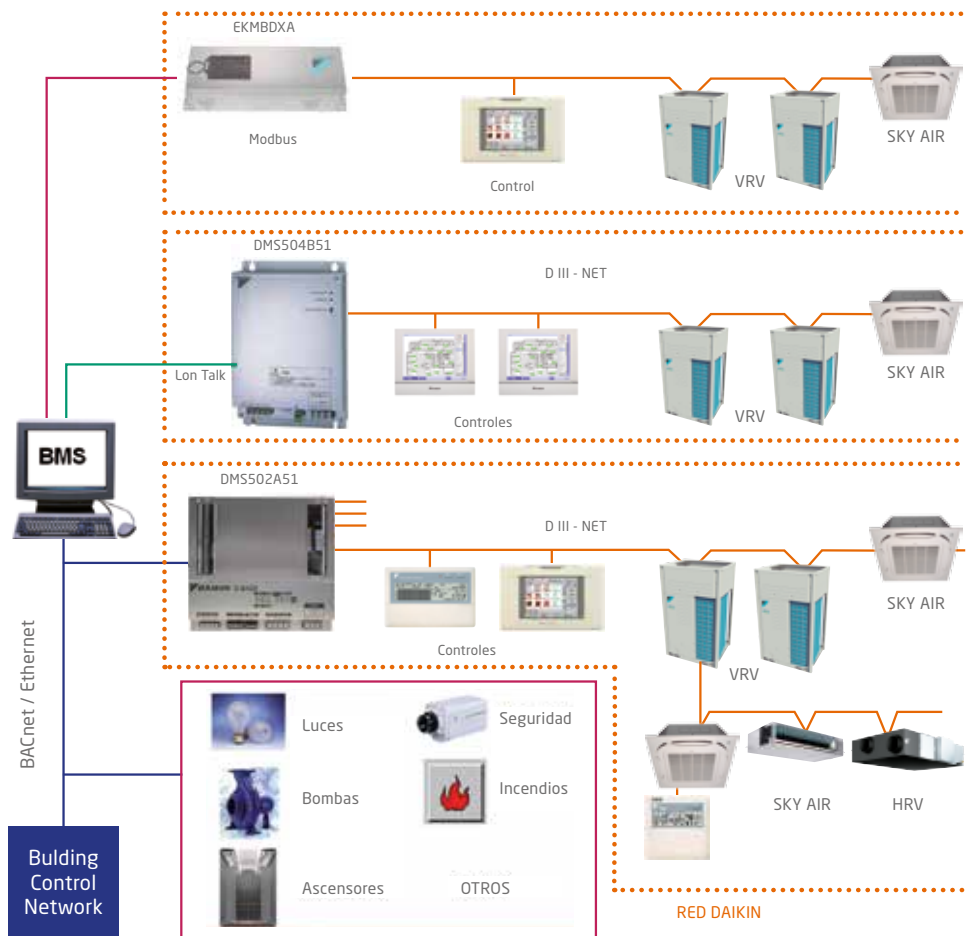 EKMBDXA
Modbus
Control
VRV
SKY AIR
DMS504B51
D III - NET
Lon Talk
Controles
VRV
SKY AIR
BMS
DMS502A51
D III - NET
Controles
VRV
SKY AIR
BACnet / Ethernet
Luces
Seguridad
Bombas
Incendios
Ascensores
OTROS
SKY AIR
HRV
Bulding
Control
Network
RED DAIKIN